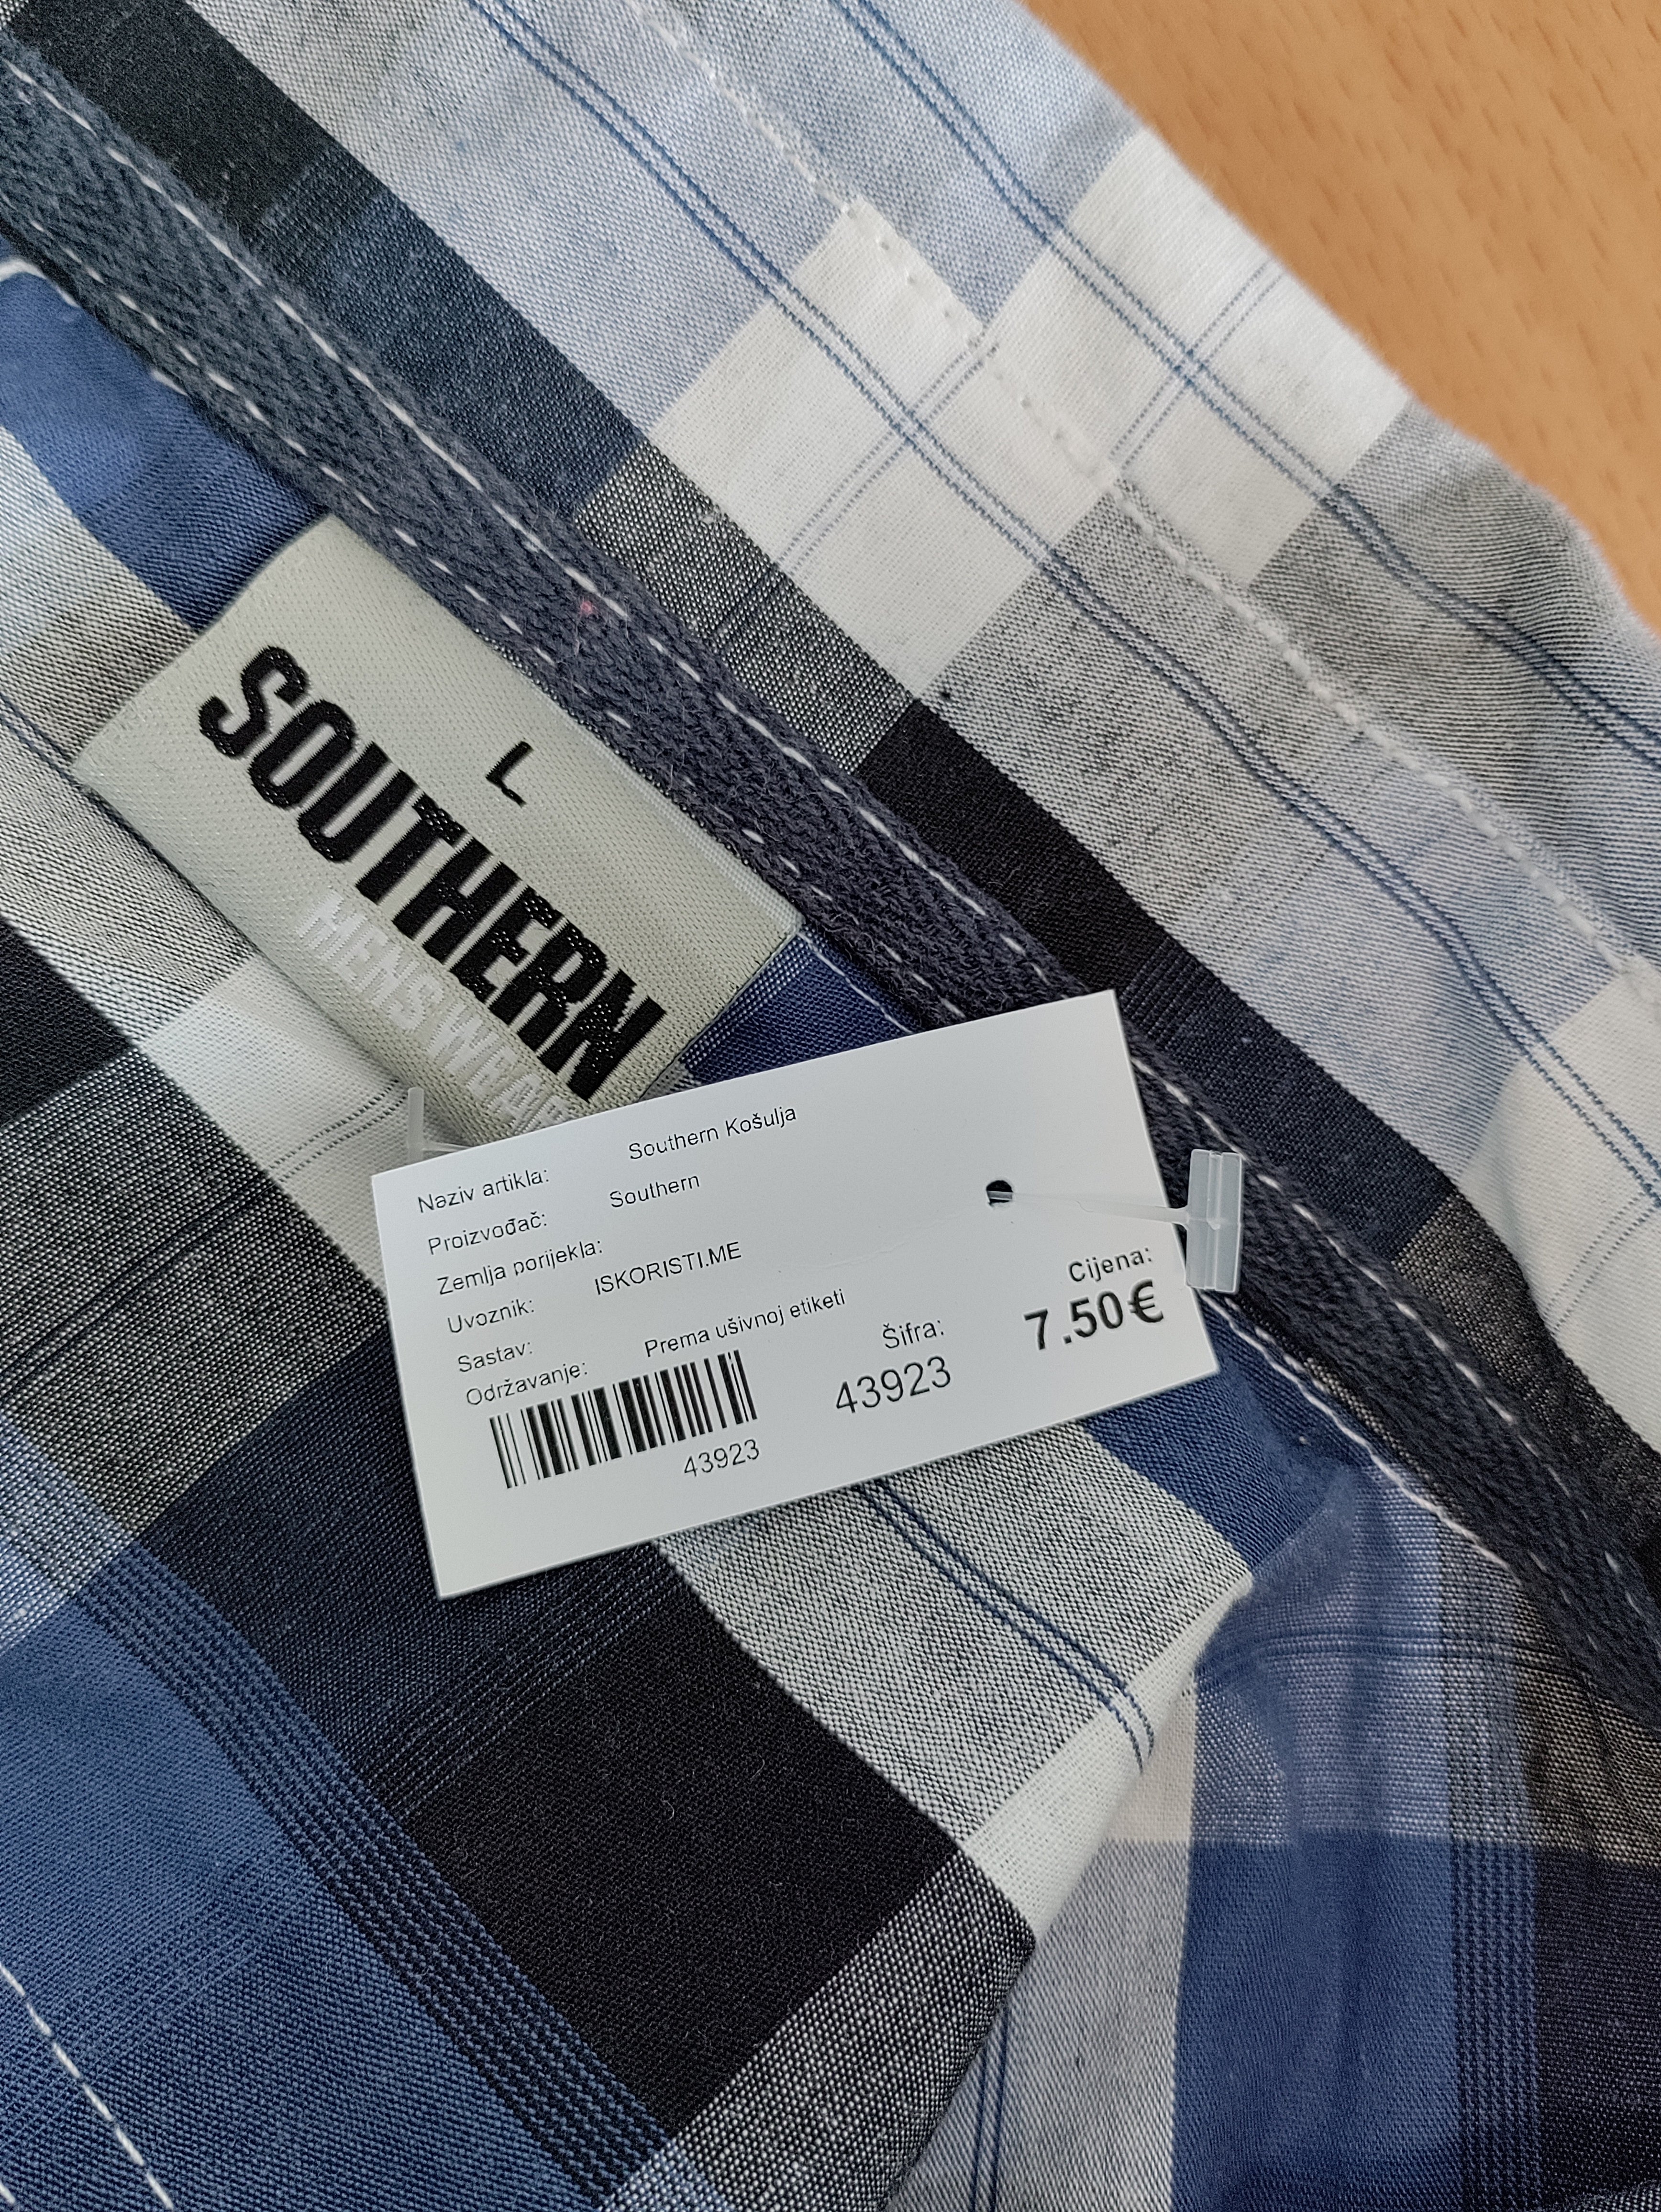 L
SOUTHERN
MENSWEAR
Naziv artikla: Southern Košulja
Proizvođač: Southern
Zemlja porijekla:
Uvoznik: ISKORISTI.ME
Sastav:
Održavanje: Prema ušivnoj etiketi
43923
Šifra:
43923
Cijena:
7.50€